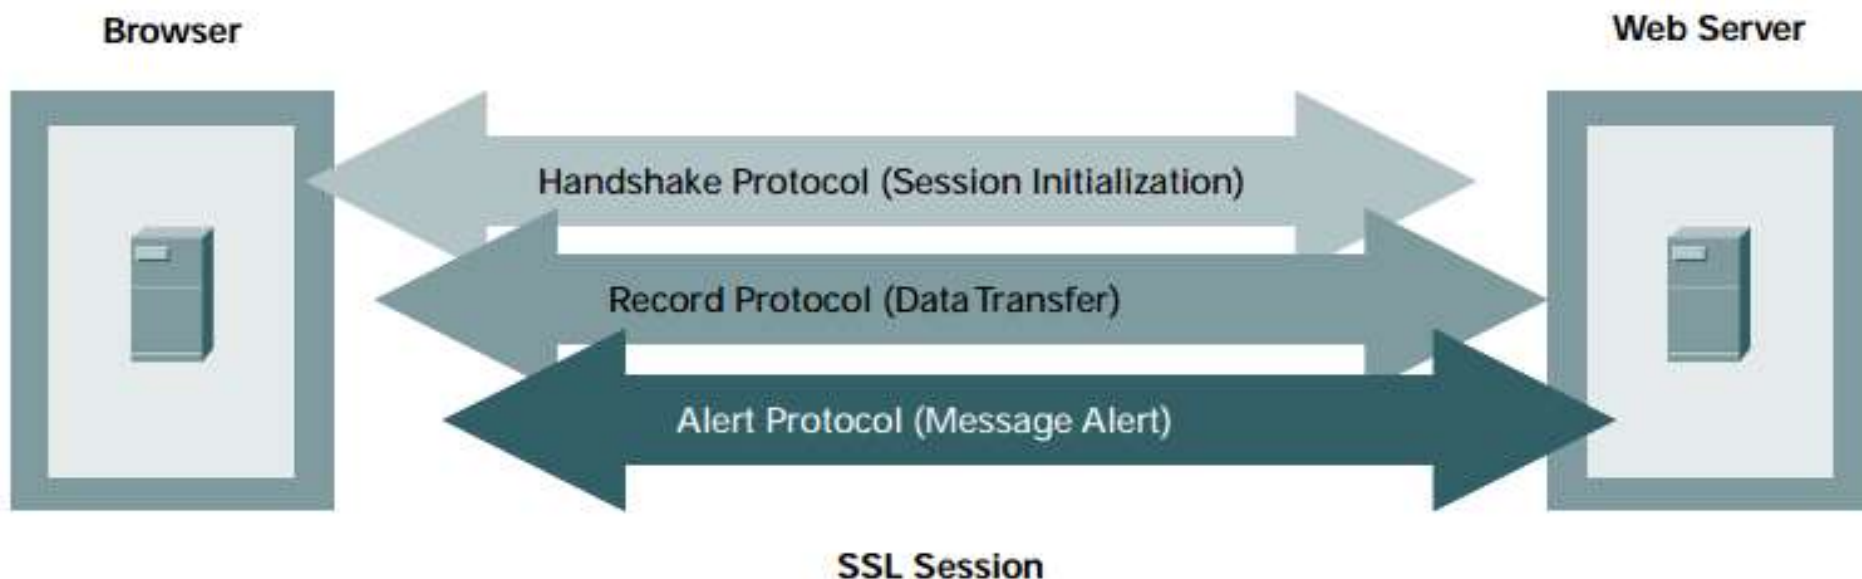 Browser
Web Server
Handshake Protocol (Session Initialization)
Record Protocol (Data Transfer)
Alert Protocol (Message Alert)
SSL Session